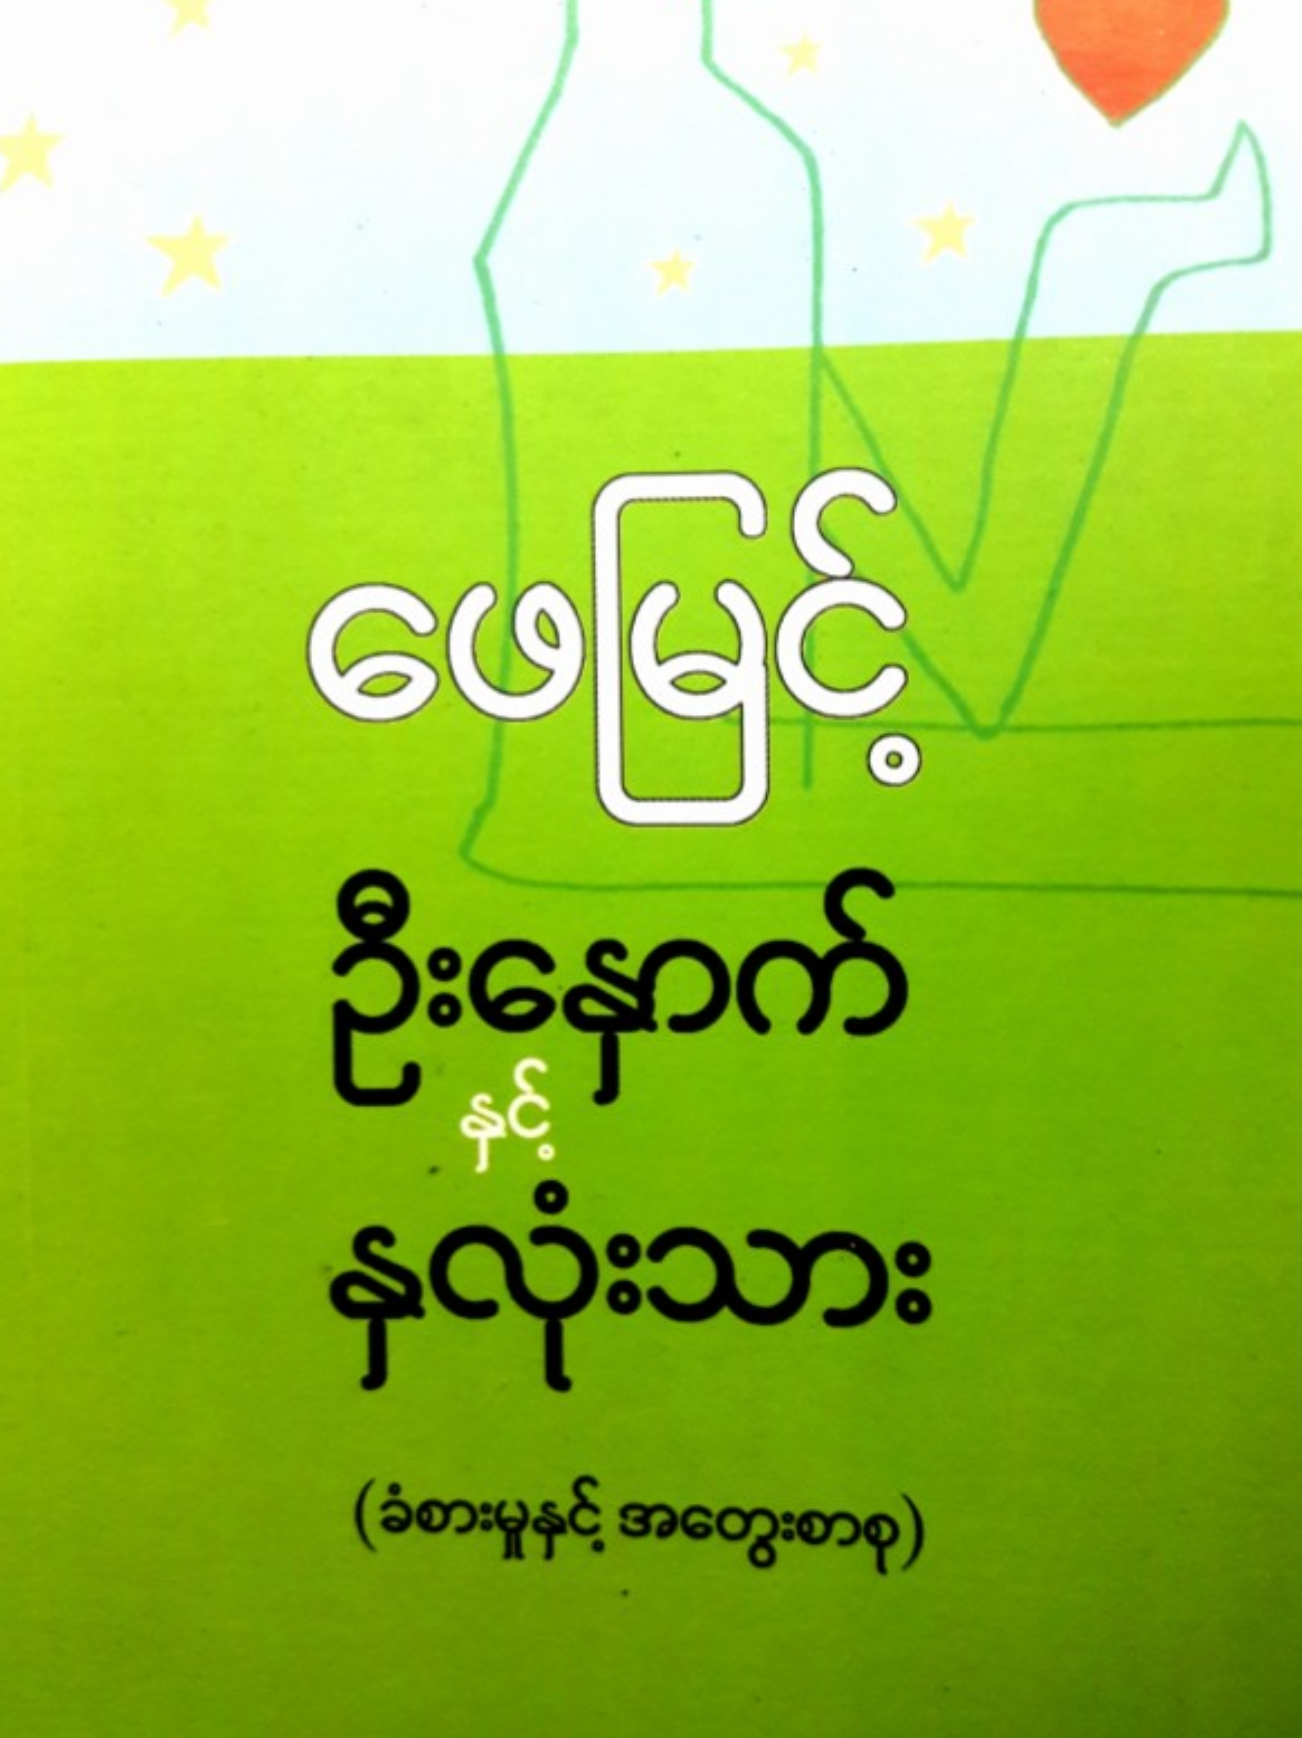 ဖေမြင့်
ဦးနှောက်
နှင့်
နှလုံးသား
(ခံစားမှုနှင့် အတွေးစာစု)